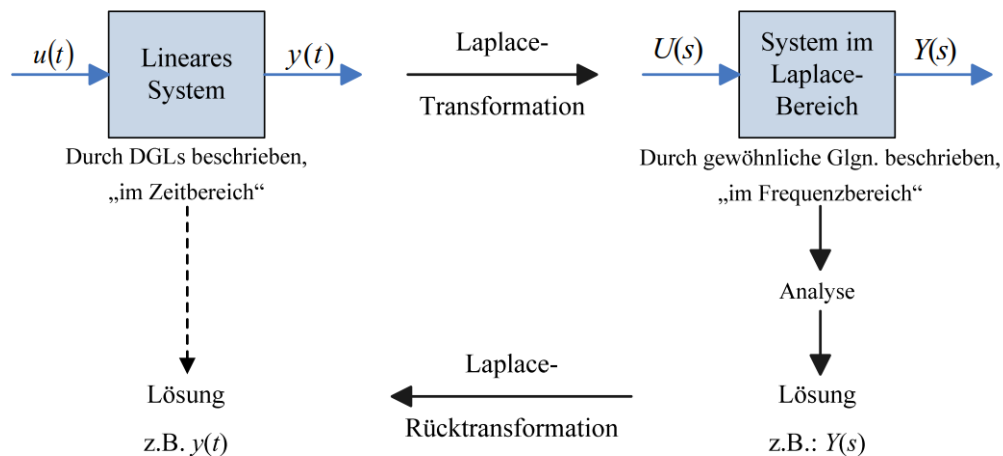 u(t)
Lineares
System
y(t)
Laplace-
Transformation
U(s)
System im
Laplace-
Bereich
Y(s)
Durch DGLs beschrieben,
„im Zeitbereich“
Durch gewöhnliche Glgn. beschrieben,
„im Frequenzbereich“
Analyse
Lösung
z.B. y(t)
Laplace-
Rücktransformation
Lösung
z.B.: Y(s)